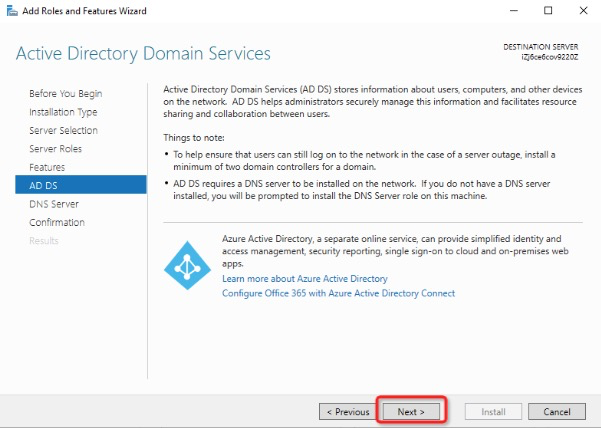 Add Roles and Features Wizard
Active Directory Domain Services
DESTINATION SERVER
iZj6ce6cov9220Z
Before You Begin
Installation Type
Server Selection
Server Roles
Features
AD DS
DNS Server
Confirmation
Results
Active Directory Domain Services (AD DS) stores information about users, computers, and other devices
on the network. AD DS helps administrators securely manage this information and facilitates resource
sharing and collaboration between users.
Things to note:
• To help ensure that users can still log on to the network in the case of a server outage, install a
minimum of two domain controllers for a domain.
• AD DS requires a DNS server to be installed on the network. If you do not have a DNS server
installed, you will be prompted to install the DNS Server role on this machine.
Azure Active Directory, a separate online service, can provide simplified identity and
access management, security reporting, single sign-on to cloud and on-premises web
apps.
Learn more about Azure Active Directory
Configure Office 365 with Azure Active Directory Connect
< Previous
Next >
Install
Cancel